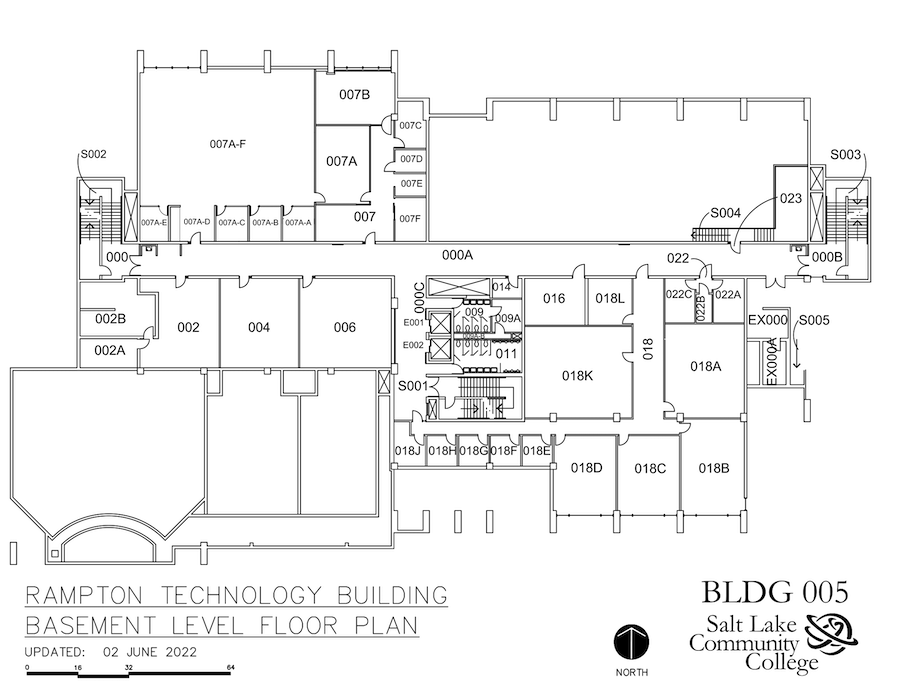 007B
007C
007A-F
007A
007D
S002
S003
007E
023
007A-E
007A-D
007A-C
007A-B
007A-A
007
007F
S004
000
000A
022
000B
014
000C
016
018L
022C
022B
022A
002B
002
004
006
E001
009
009A
EX000
S005
009A-B
E002
002A
011
018
EX000A
018K
018A
S001
018J
018H
018G
018F
018E
018D
018C
018B
RAMPTON TECHNOLOGY BUILDING
BASEMENT LEVEL FLOOR PLAN
UPDATED: 02 JUNE 2022
0 16 32 64
NORTH
BLDG 005
Salt Lake
Community
College